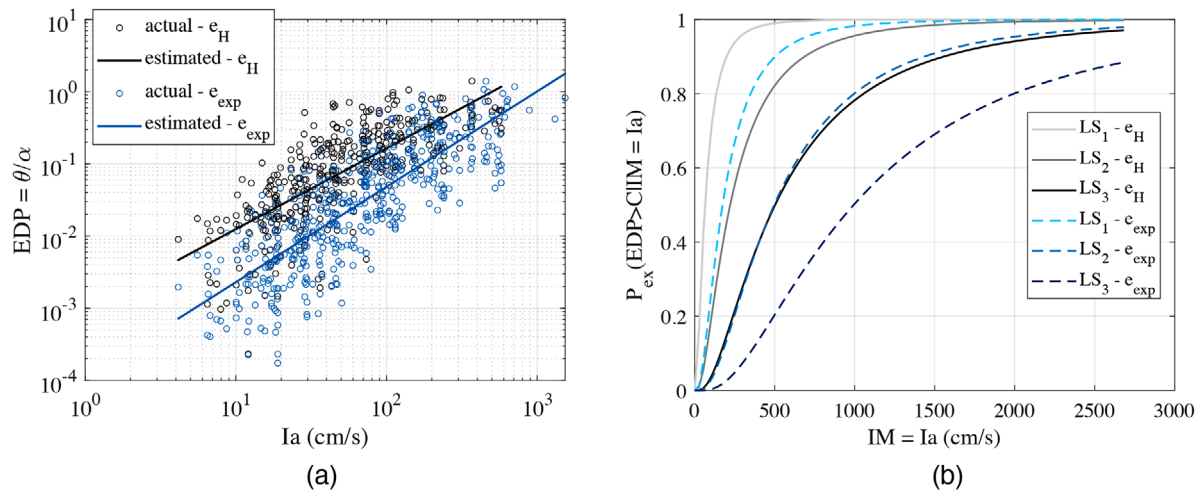 10^1
10^0
10^-1
10^-2
10^-3
10^-4
EDP = θ/α
actual - e_H
estimated - e_H
actual - e_exp
estimated - e_exp
10^0
10^1
10^2
10^3
Ia (cm/s)
(a)
1
0.8
0.6
0.4
0.2
0
P_ex(EDP>C|IM = Ia)
LS_1 - e_H
LS_2 - e_H
LS_3 - e_H
LS_1 - e_exp
LS_2 - e_exp
LS_3 - e_exp
0
500
1000
1500
2000
2500
3000
IM = Ia (cm/s)
(b)